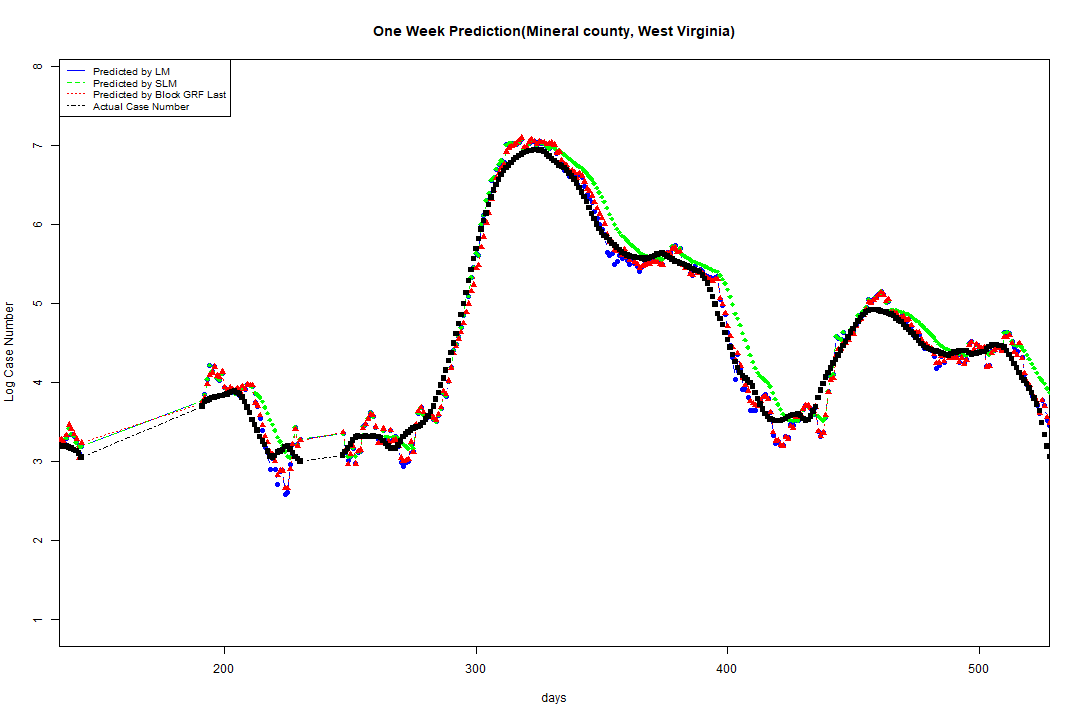 One Week Prediction(Mineral county, West Virginia)
Predicted by LM
Predicted by SLM
Predicted by Block GRF Last
Actual Case Number
Log Case Number
8
7
6
5
4
3
2
1
200 300 400 500
days